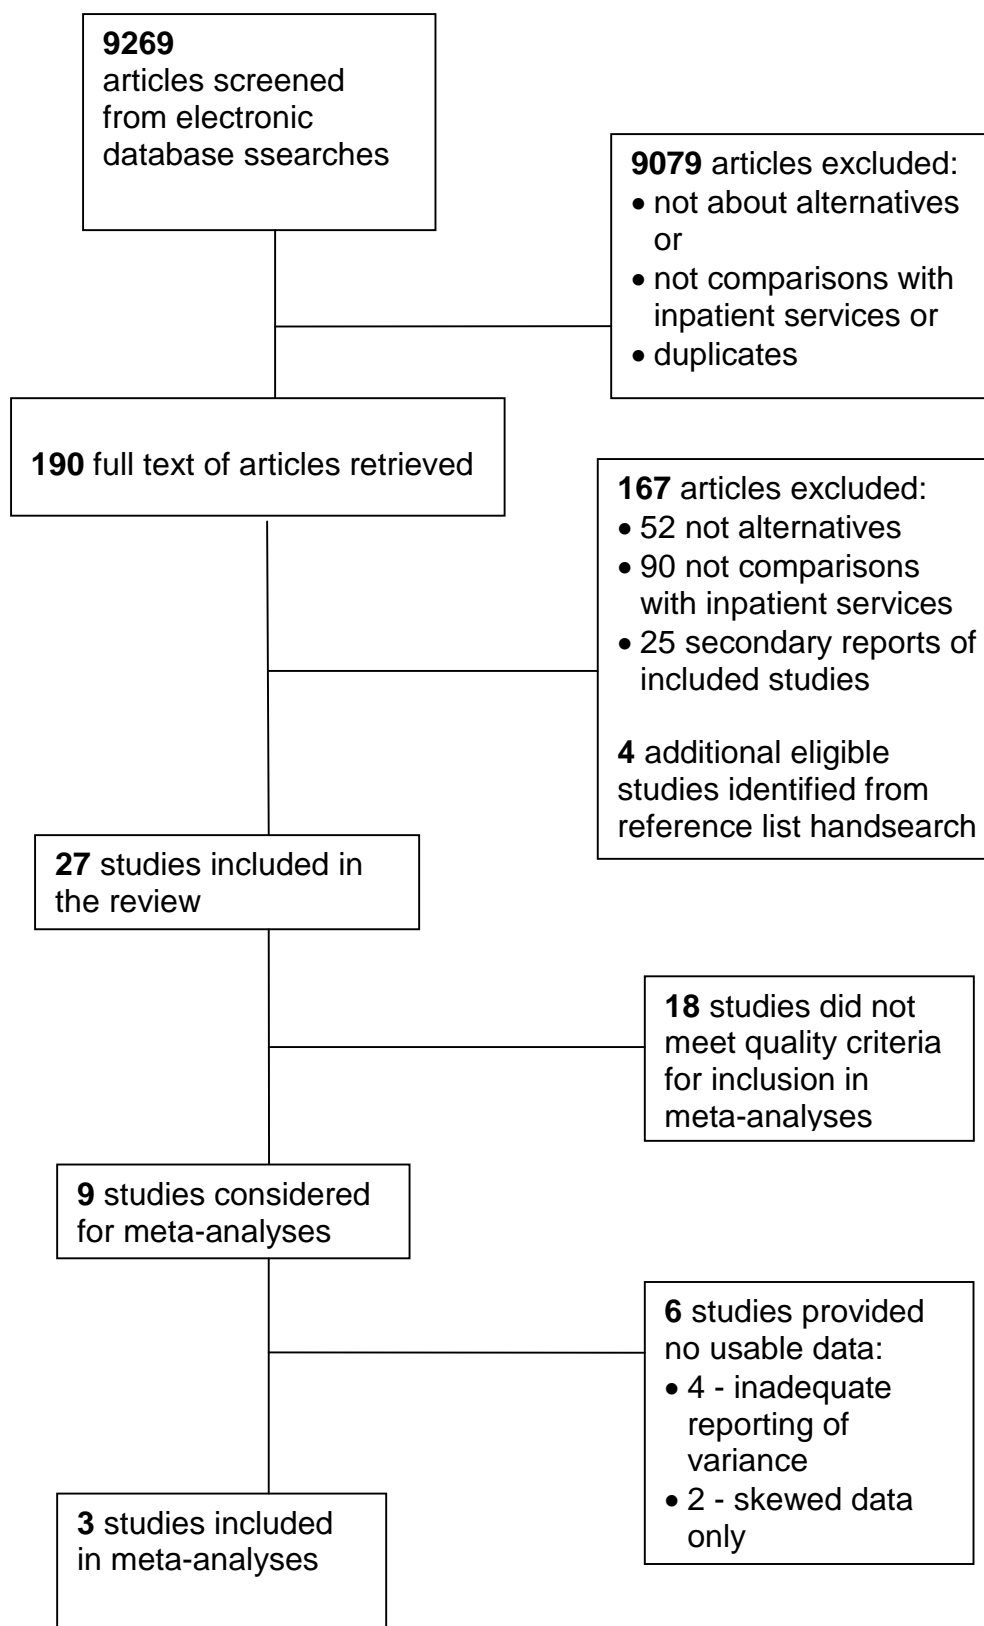 9269
articles screened
from electronic
database ssearches
9079 articles excluded:
• not about alternatives
or
• not comparisons with
inpatient services or
• duplicates
190 full text of articles retrieved
167 articles excluded:
• 52 not alternatives
• 90 not comparisons
with inpatient services
• 25 secondary reports of
included studies
4 additional eligible
studies identified from
reference list handsearch
27 studies included in
the review
18 studies did not
meet quality criteria
for inclusion in
meta-analyses
9 studies considered
for meta-analyses
6 studies provided
no usable data:
• 4 - inadequate
reporting of
variance
• 2 - skewed data
only
3 studies included
in meta-analyses